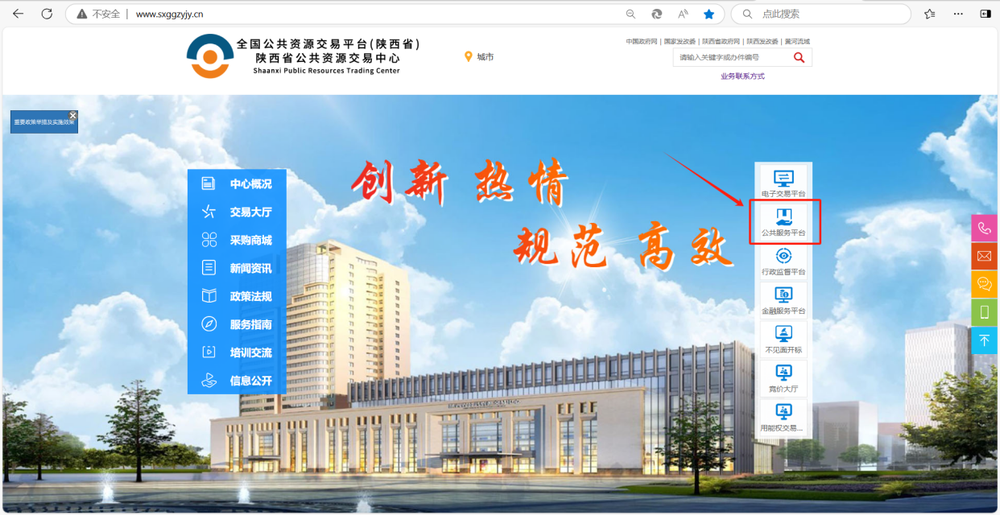 不安全 | www.sxggzyjy.cn
点此搜索
全国公共资源交易平台(陕西省)
陕西省公共资源交易中心
Shaanxi Public Resources Trading Center
城市
中国政府网 | 国家发改委 | 陕西省政府网 | 陕西发改委 | 黄河流域
请输入关键字或办件编号
业务联系方式
重要政策举措及实施效果
创新 热情
规范 高效
中心概况
交易大厅
采购商城
新闻资讯
政策法规
服务指南
培训交流
信息公开
电子交易平台
公共服务平台
行政监督平台
金融服务平台
不见面开标
竞价大厅
用能权交易...